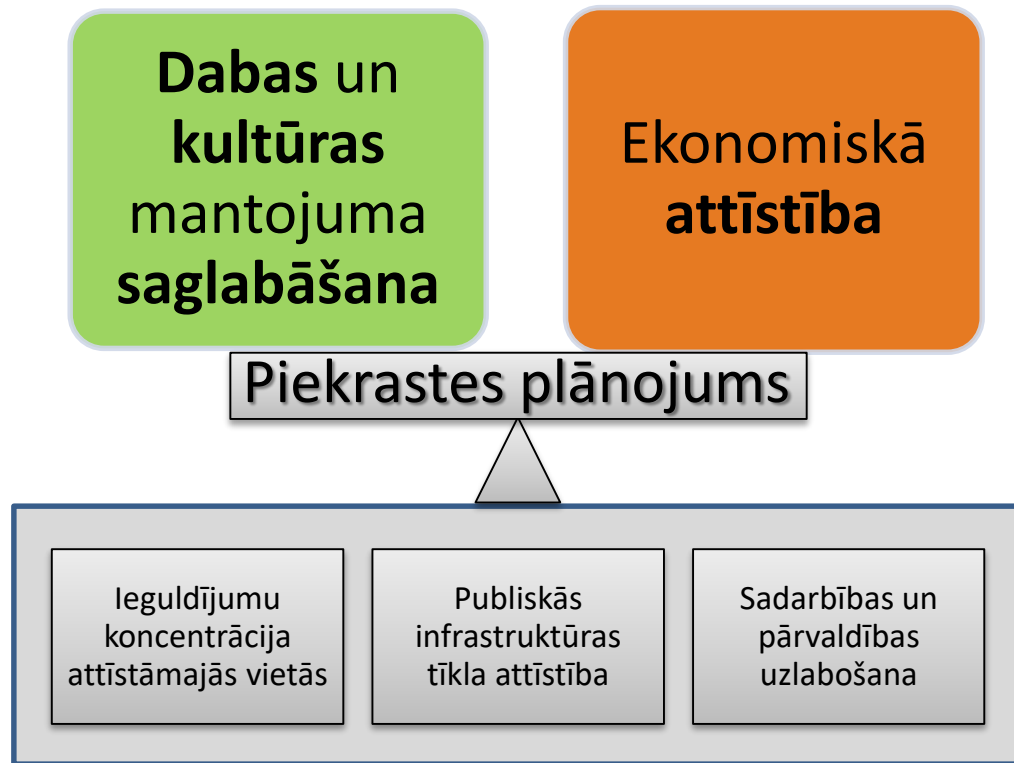 Dabas un
kultūras
mantojuma
saglabāšana
Ekonomiskā
attīstība
Piekrastes plānojums
Ieguldījumu
koncentrācija
attīstāmajās vietās
Publiskās
infrastruktūras
tīkla attīstība
Sadarbības un
pārvaldības
uzlabošana